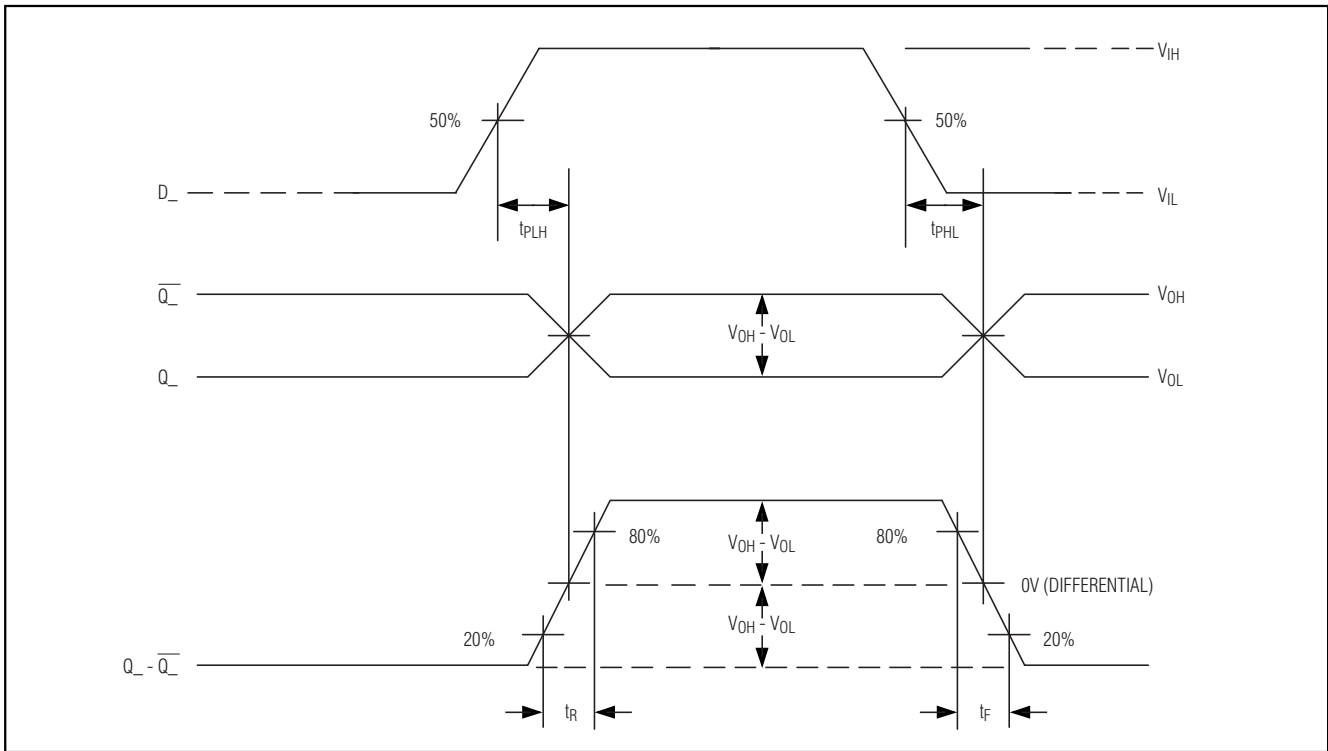 V_IH
50% 50%
D_ V_IL
t_PLH t_PHL
Q̅_̅ V_OH
V_OH - V_OL
Q_ V_OL
80% V_OH - V_OL 80%
0V (DIFFERENTIAL)
20% V_OH - V_OL 20%
Q_ - Q̅_̅
t_R t_F